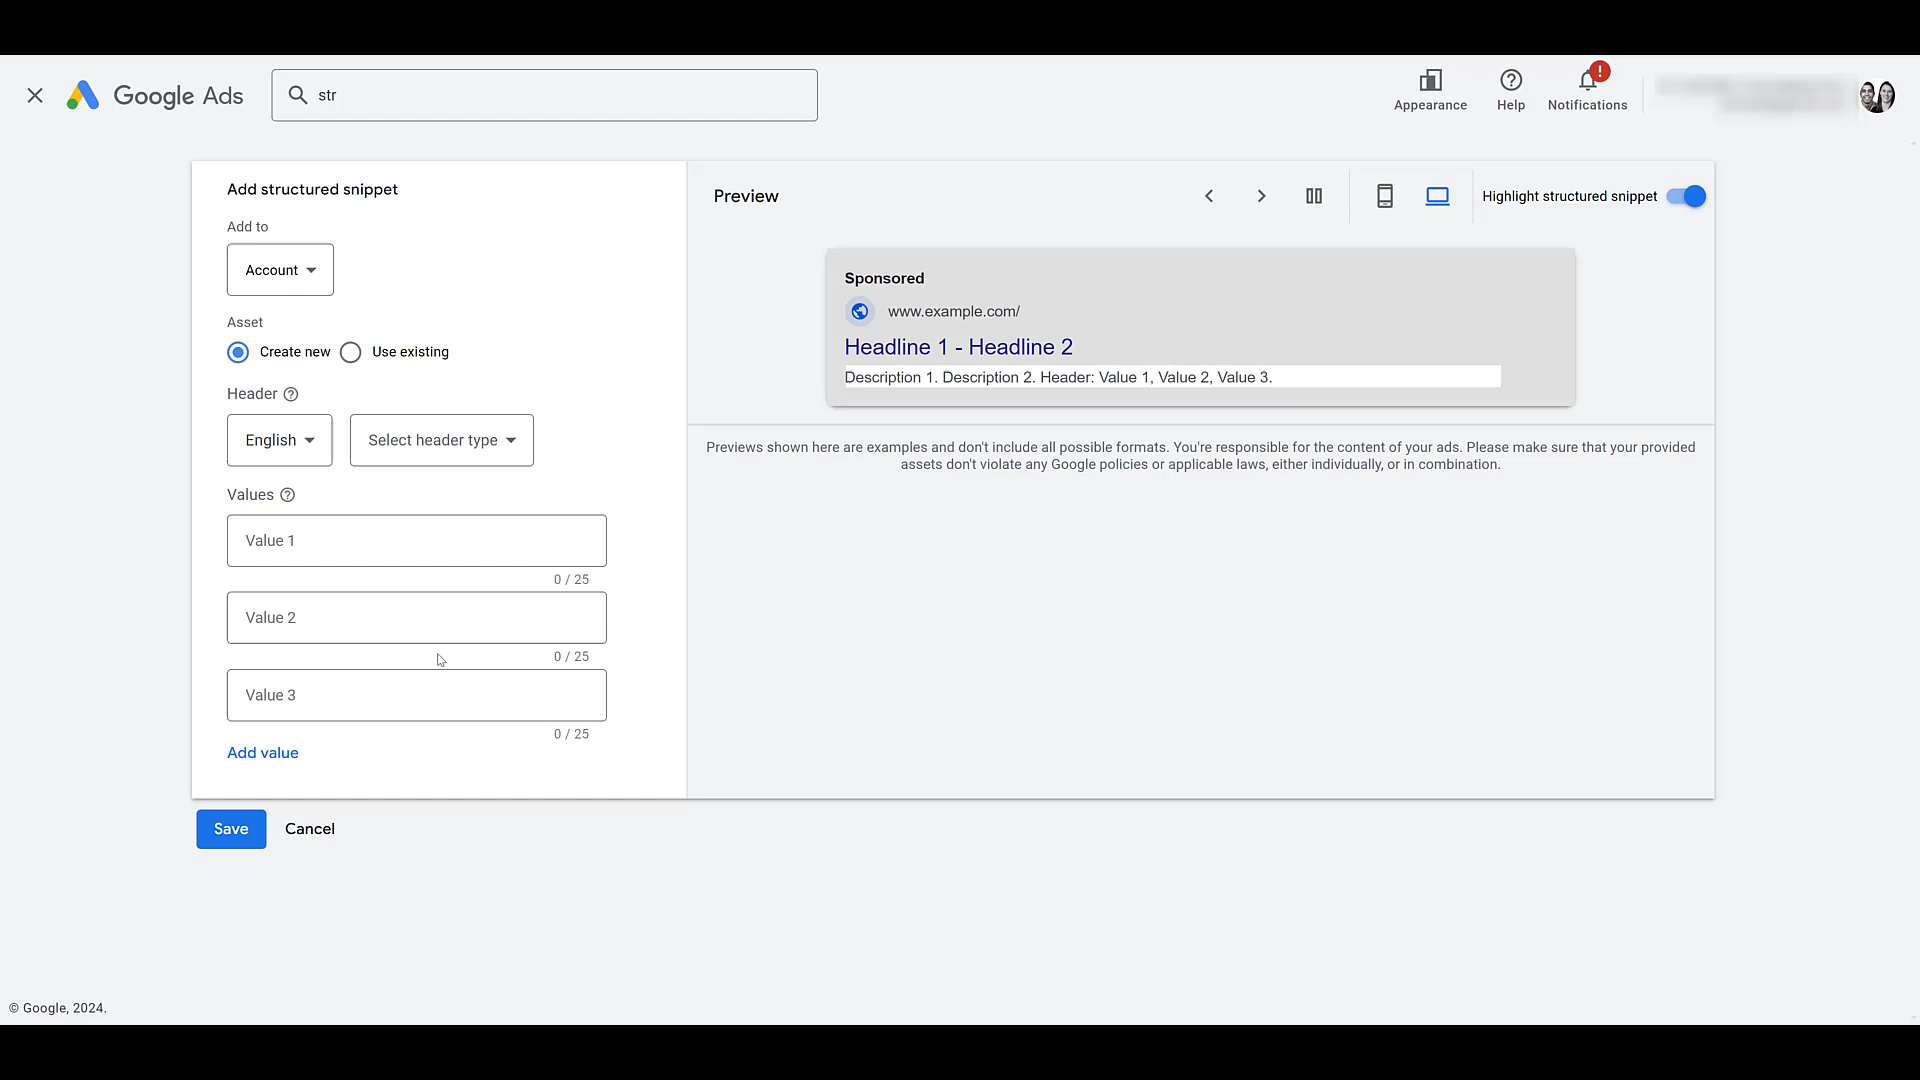 Google Ads
str
Appearance
Help
Notifications
!
Add structured snippet
Add to
Account
Asset
Create new
Use existing
Header
English
Select header type
Values
Value 1
0 / 25
Value 2
0 / 25
Value 3
0 / 25
Add value
Save
Cancel
Preview
Highlight structured snippet
Sponsored
www.example.com/
Headline 1 - Headline 2
Description 1. Description 2. Header: Value 1, Value 2, Value 3.
Previews shown here are examples and don't include all possible formats. You're responsible for the content of your ads. Please make sure that your provided
assets don't violate any Google policies or applicable laws, either individually, or in combination.
© Google, 2024.